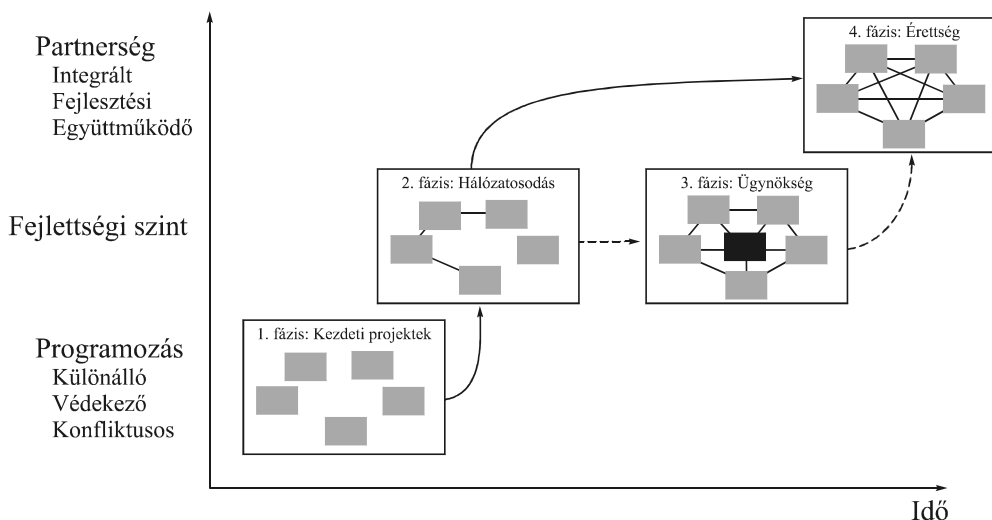 Partnerség
Integrált
Fejlesztési
Együttműködő
4. fázis: Érettség
2. fázis: Hálózatosodás
3. fázis: Ügynökség
Fejlettségi szint
1. fázis: Kezdeti projektek
Programozás
Különálló
Védekező
Konfliktusos
Idő